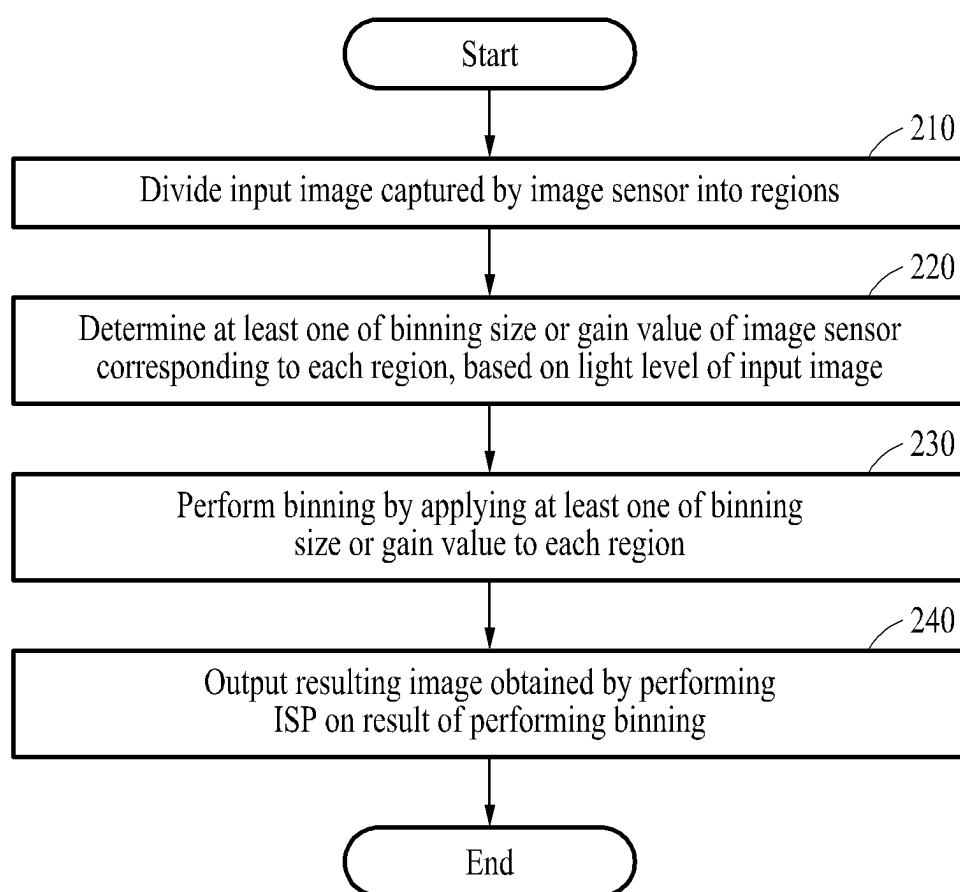 Start
210
Divide input image captured by image sensor into regions
220
Determine at least one of binning size or gain value of image sensor
corresponding to each region, based on light level of input image
230
Perform binning by applying at least one of binning
size or gain value to each region
240
Output resulting image obtained by performing
ISP on result of performing binning
End